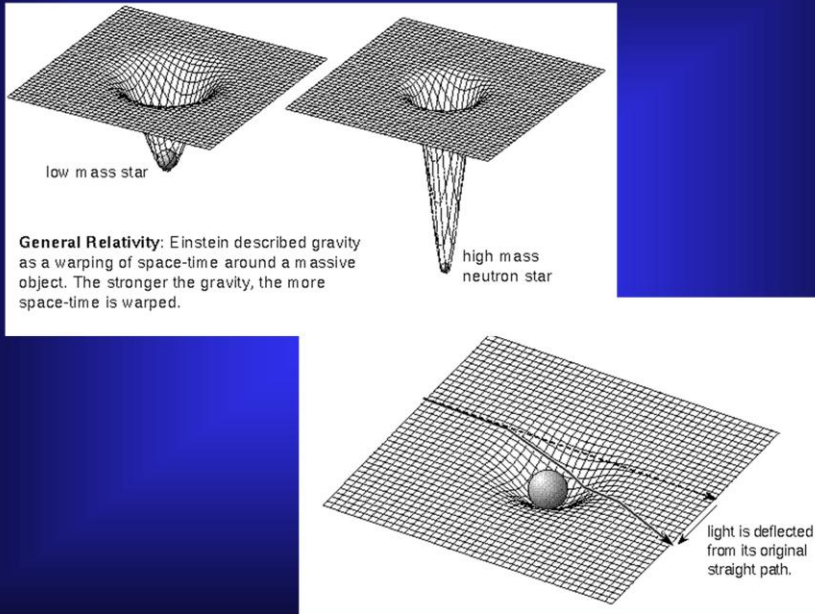 low mass star
General Relativity: Einstein described gravity
as a warping of space-time around a massive
object. The stronger the gravity, the more
space-time is warped.
high mass
neutron star
light is deflected
from its original
straight path.